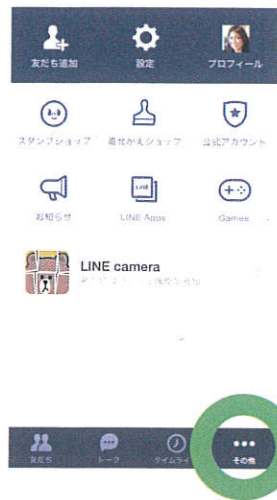 友だち追加
設定
プロフィール
スタンプショップ
着せかえショップ
公式アカウント
お知らせ
LINE
LINE Apps
Games
LINE camera
友だち
トーク
タイムライ
その他